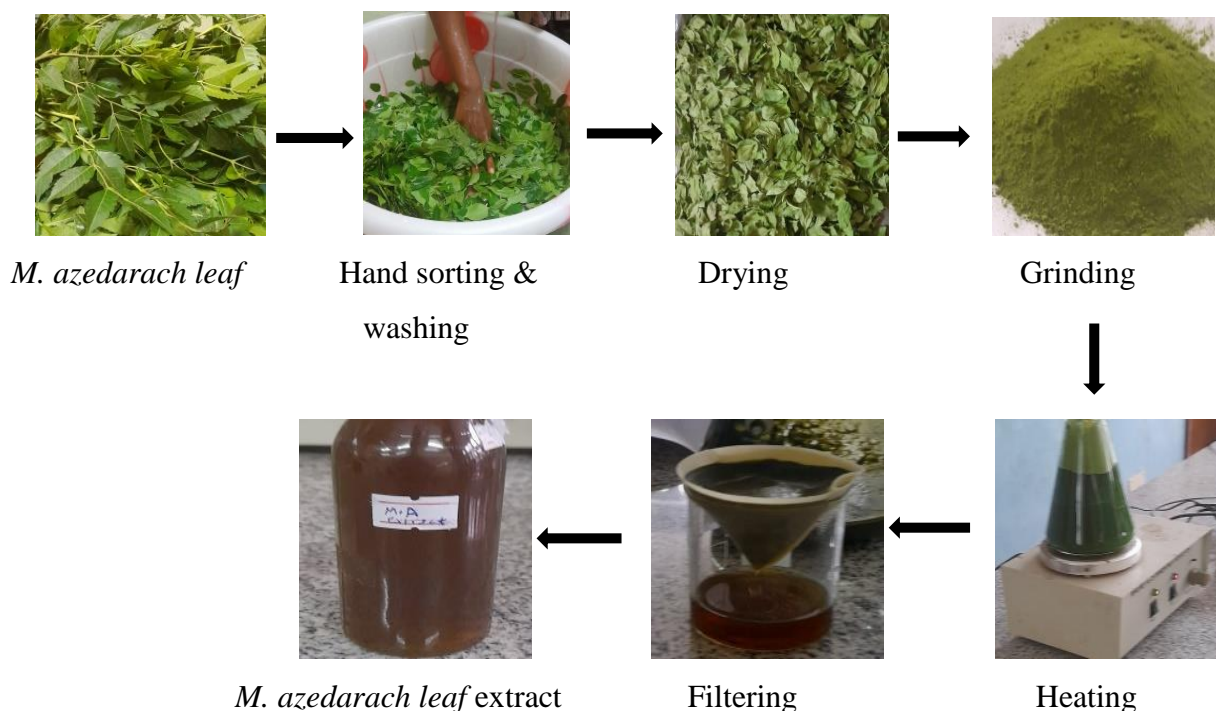 M. azedarach leaf
Hand sorting &
washing
Drying
Grinding
M.A
Extract
M. azedarach leaf extract
Filtering
Heating